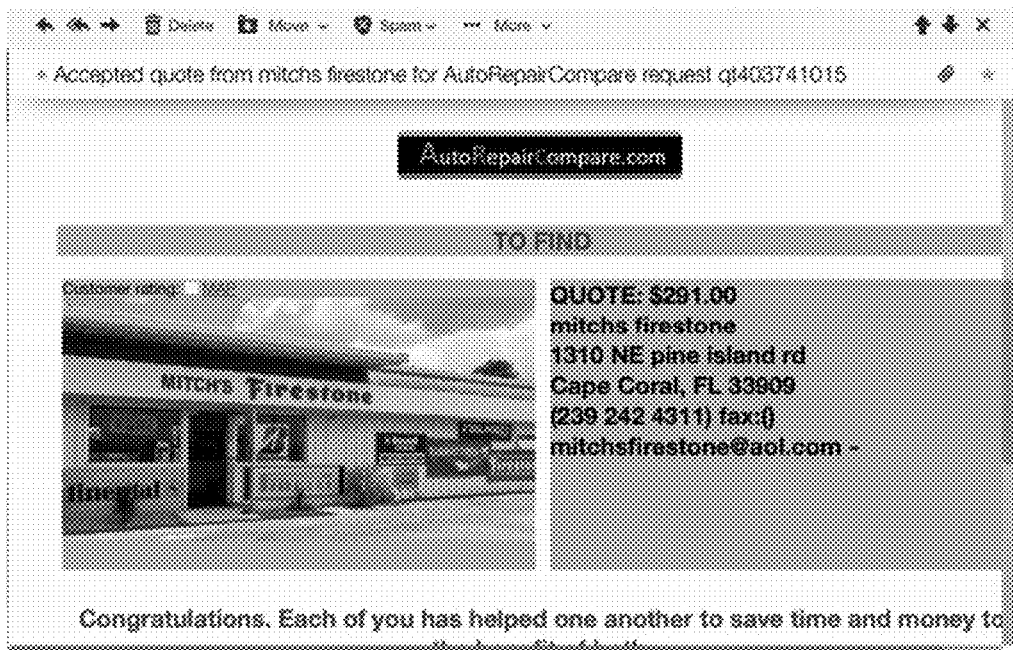 Delete Move Spam More
Accepted quote from mitchs firestone for AutoRepairCompare request qt403741015
AutoRepairCompare.com
TO FIND
Customer rating:
MITCH'S Firestone
QUOTE: $291.00
mitchs firestone
1310 NE pine island rd
Cape Coral, FL 33909
(239 242 4311) fax:()
mitchsfirestone@aol.com -
Congratulations. Each of you has helped one another to save time and money to